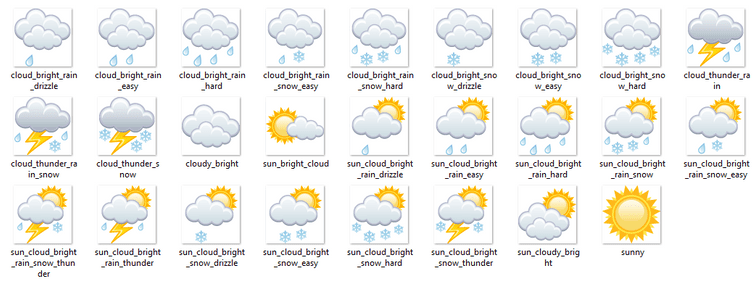 cloud_bright_rain
_drizzle
cloud_bright_rain
_easy
cloud_bright_rain
_hard
cloud_bright_rain
_snow_easy
cloud_bright_rain
_snow_hard
cloud_bright_sno
w_drizzle
cloud_bright_sno
w_easy
cloud_bright_sno
w_hard
cloud_thunder_ra
in
cloud_thunder_ra
in_snow
cloud_thunder_s
now
cloudy_bright
sun_bright_cloud
sun_cloud_bright
_rain_drizzle
sun_cloud_bright
_rain_easy
sun_cloud_bright
_rain_hard
sun_cloud_bright
_rain_snow
sun_cloud_bright
_rain_snow_easy
sun_cloud_bright
_rain_snow_thun
der
sun_cloud_bright
_rain_thunder
sun_cloud_bright
_snow_drizzle
sun_cloud_bright
_snow_easy
sun_cloud_bright
_snow_hard
sun_cloud_bright
_snow_thunder
sun_cloudy_brig
ht
sunny